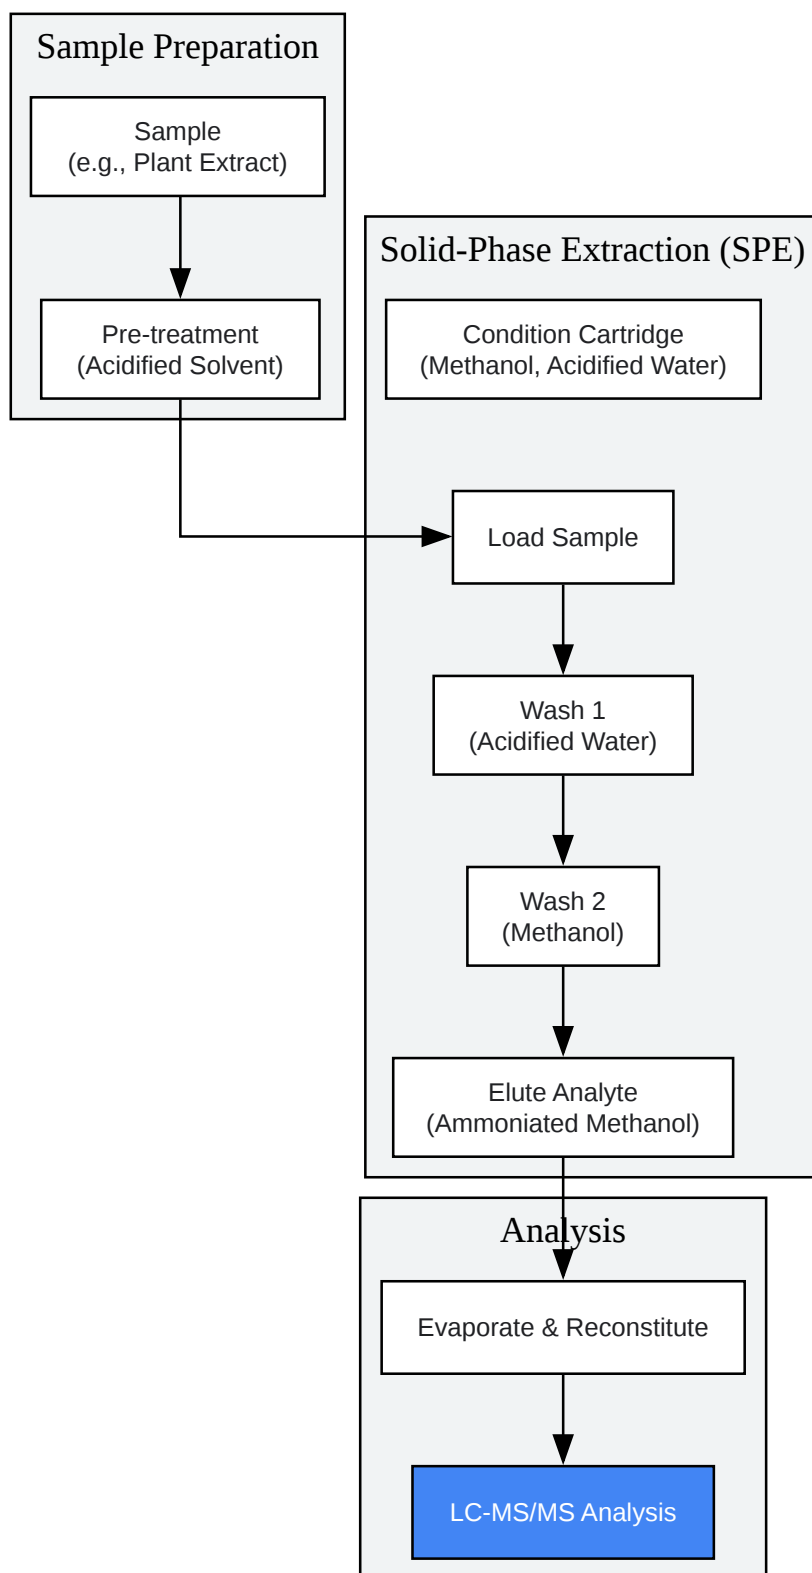 Sample Preparation
Sample
(e.g., Plant Extract)
Pre-treatment
(Acidified Solvent)
Solid-Phase Extraction (SPE)
Condition Cartridge
(Methanol, Acidified Water)
Load Sample
Wash 1
(Acidified Water)
Wash 2
(Methanol)
Elute Analyte
(Ammoniated Methanol)
Analysis
Evaporate & Reconstitute
LC-MS/MS Analysis